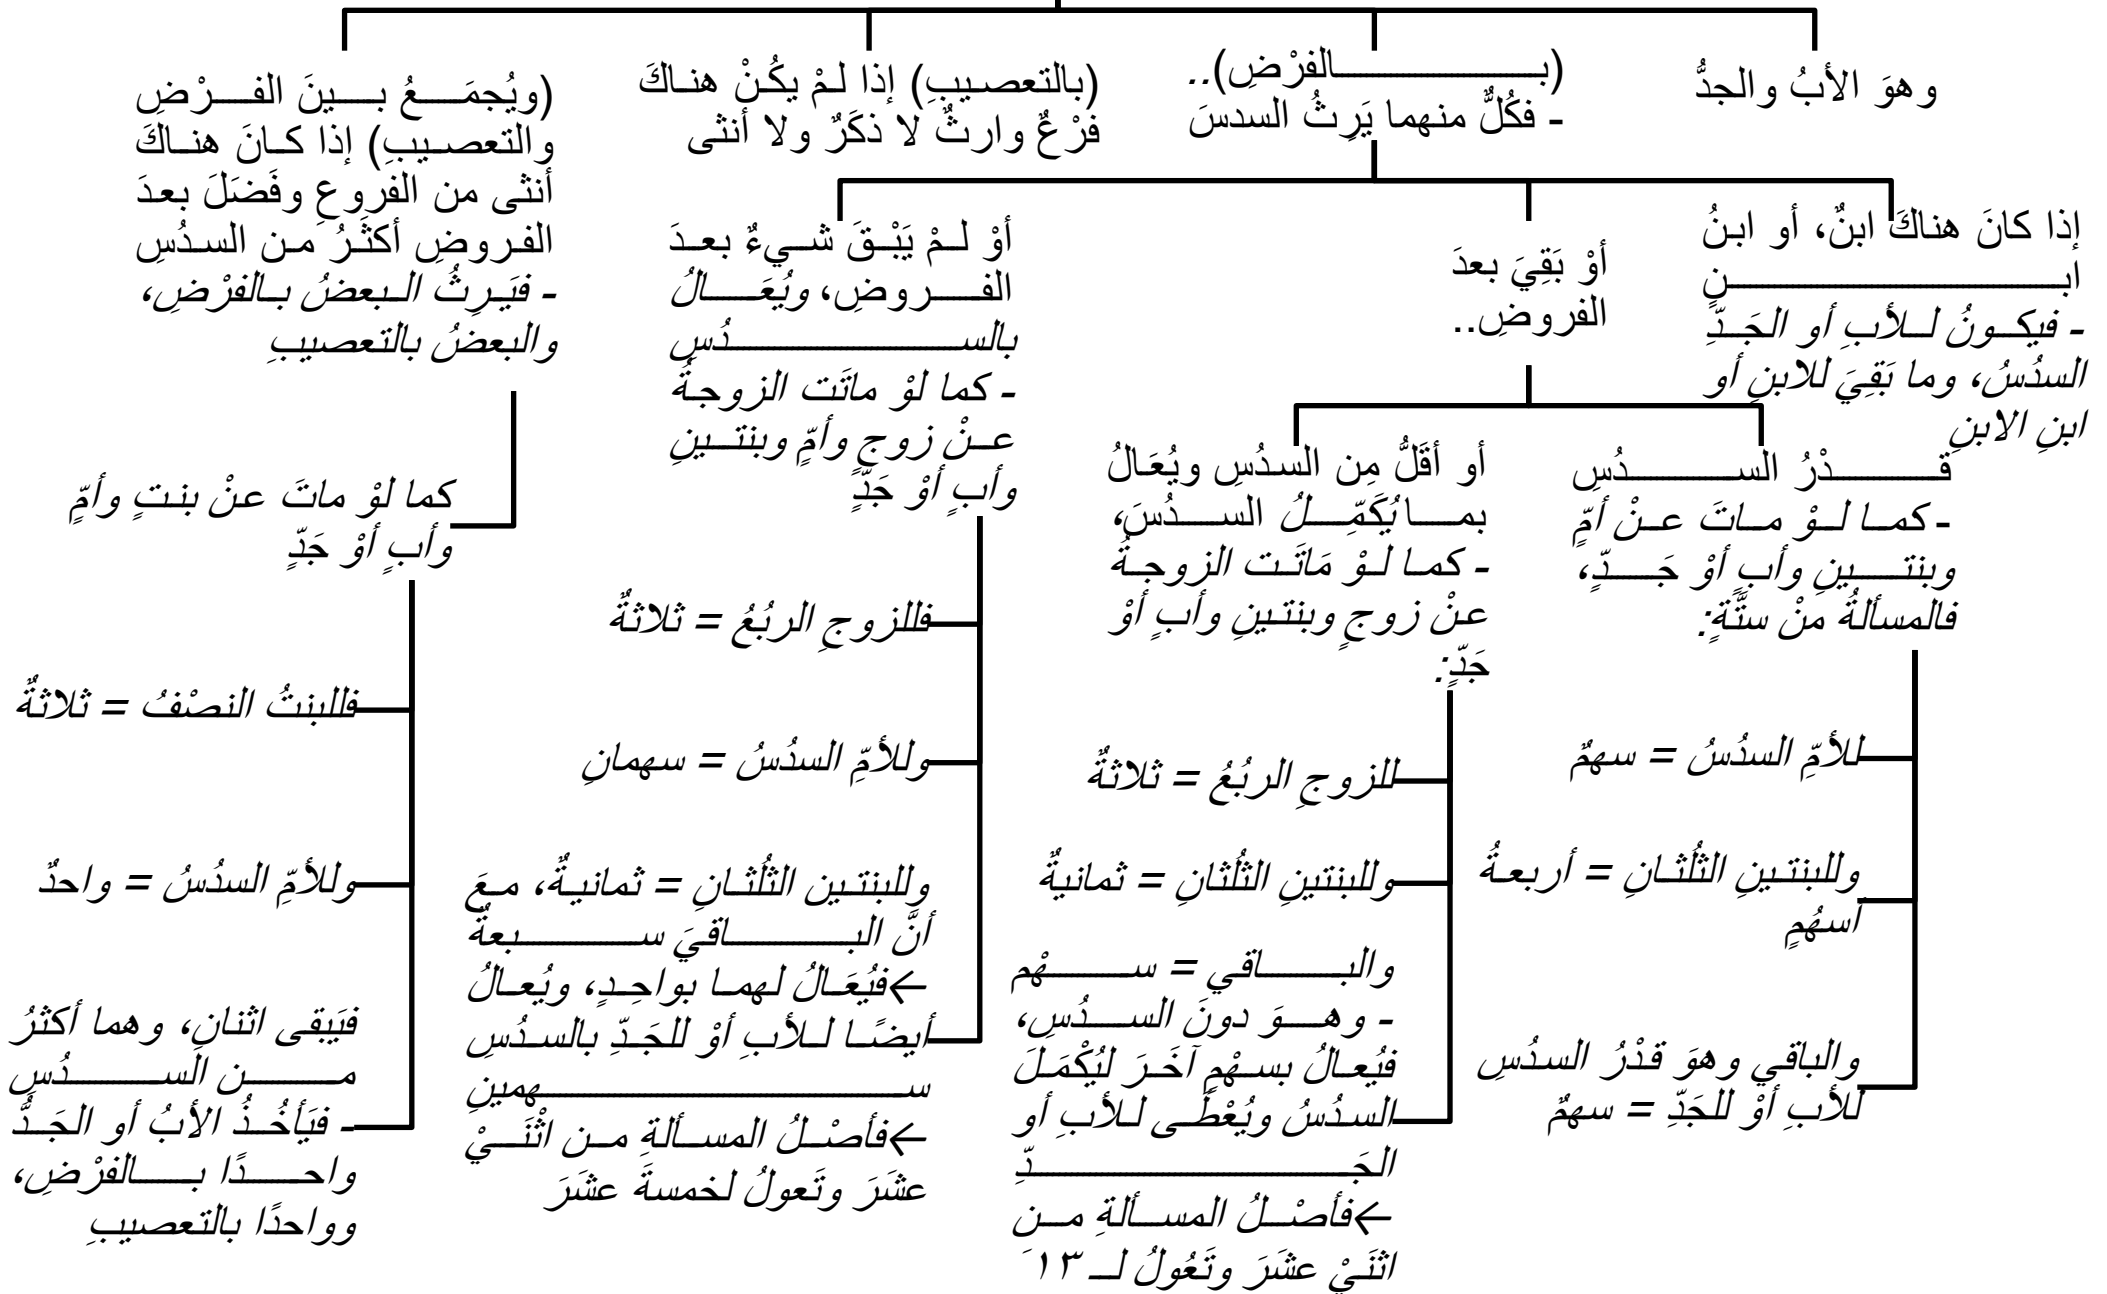 وهوَ الأبُ والجدُّ
(بالفرْضِ)..
- فكُلٌّ منهما يَرِثُ السدسَ
إذا كانَ هناكَ ابنٌ، أو ابنُ
ابنٍ
- فيكونُ للأبِ أو الجَدِّ
السدُسُ، وما بَقِيَ للابنِ أو
ابنِ الابنِ
أوْ بَقِيَ بعدَ
الفروضِ..
قدْرُ السدُسِ
- كما لوْ ماتَ عنْ أمٍّ
وبنتينِ وأبٍ أوْ جَدٍّ،
فالمسألةُ منْ ستَّةٍ:
للأمِّ السدُسُ = سهمٌ
وللبنتينِ الثُلُثانِ = أربعةُ
أسهُمٍ
والباقي وهوَ قدْرُ السدُسِ
للأبِ أوْ للجَدِّ = سهمٌ
أو أقَلُّ مِن السدُسِ ويُعَالُ
بما يُكَمِّلُ السدُسَ،
- كما لوْ مَاتَت الزوجةُ
عنْ زوجٍ وبنتينِ وأبٍ أوْ
جَدٍّ:
للزوجِ الربُعُ = ثلاثةٌ
وللبنتينِ الثُلُثانِ = ثمانيةٌ
والباقي = سهْم
- وهوَ دونَ السدُسِ،
فيُعالُ بسهْمٍ آخَرَ ليُكْمَلَ
السدُسُ ويُعْطَى للأبِ أو
الجَدِّ
←فأصْلُ المسألةِ منَ
اثنَيْ عشَرَ وتَعُولُ لـ ١٣َ
أوْ لمْ يَبْقَ شيءٌ بعدَ
الفروضِ، ويُعَالُ
بالسدُسِ
- كما لوْ ماتَت الزوجةُ
عنْ زوجٍ وأمٍّ وبنتينِ
وأبٍ أوْ جَدٍّ
فللزوجِ الربُعُ = ثلاثةٌ
وللأمِّ السدُسُ = سهمانِ
وللبنتين الثُلُثانِ = ثمانيةٌ، معَ
أنَّ الباقيَ سبعةٌ
←فيُعَالُ لهما بواحِدٍ، ويُعالُ
أيضًا للأبِ أوْ للجَدِّ بالسدُسِ
سهمينِ
←فأصْلُ المسألةِ من اثْنَيْ
عشَرَ وتَعولُ لخمسةَ عشَرَ
(بالتعصيبِ) إذا لمْ يكُنْ هناكَ
فرْعٌ وارثٌ لا ذكَرٌ ولا أنثى
(ويُجمَعُ بينَ الفرْضِ
والتعصيبِ) إذا كانَ هناكَ
أنثى من الفروعِ وفَضَلَ بعدَ
الفروضِ أكثَرُ من السدُسِ
- فيَرِثُ البعضُ بالفرْضِ،
والبعضُ بالتعصيبِ
كما لوْ ماتَ عنْ بنتٍ وأمٍّ
وأبٍ أوْ جَدٍّ
فللبنتُ النصْفُ = ثلاثةٌ
وللأمِّ السدُسُ = واحدٌ
فيَبقى اثنانِ، وهما أكثرُ
من السدُسِ
- فيَأخُذُ الأبُ أو الجَدُّ
واحدًا بالفرْضِ،
وواحدًا بالتعصيبِ